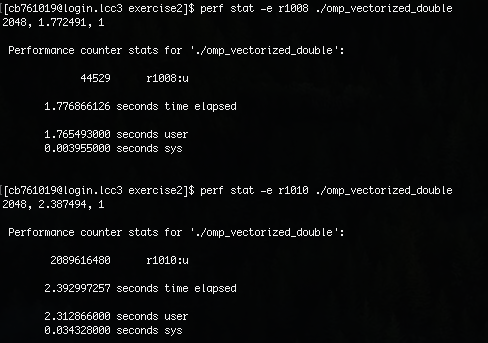 [cb761019@login.lcc3 exercise2]$ perf stat -e r1008 ./omp_vectorized_double
2048, 1.772491, 1
Performance counter stats for './omp_vectorized_double':
44529 r1008:u
1.776866126 seconds time elapsed
1.765493000 seconds user
0.003955000 seconds sys
[cb761019@login.lcc3 exercise2]$ perf stat -e r1010 ./omp_vectorized_double
2048, 2.387494, 1
Performance counter stats for './omp_vectorized_double':
2089616480 r1010:u
2.392997257 seconds time elapsed
2.312866000 seconds user
0.034328000 seconds sys